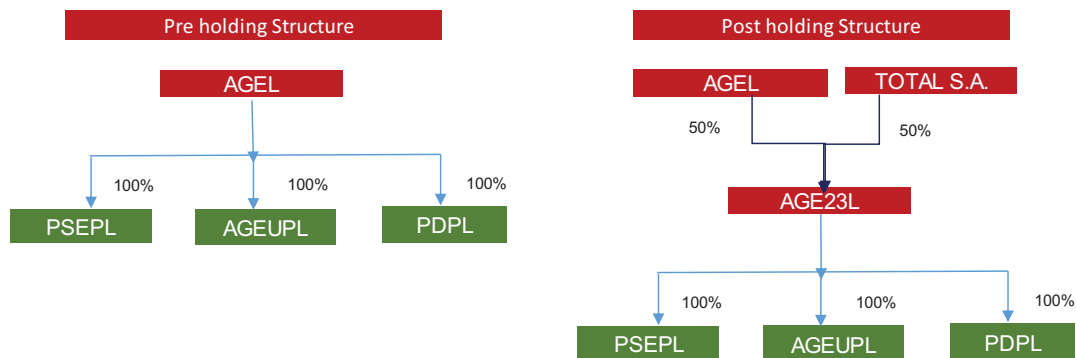 Pre holding Structure
AGEL
100%
100%
100%
PSEPL
AGEUPL
PDPL
Post holding Structure
AGEL
TOTAL S.A.
50%
50%
AGE23L
100%
100%
100%
PSEPL
AGEUPL
PDPL